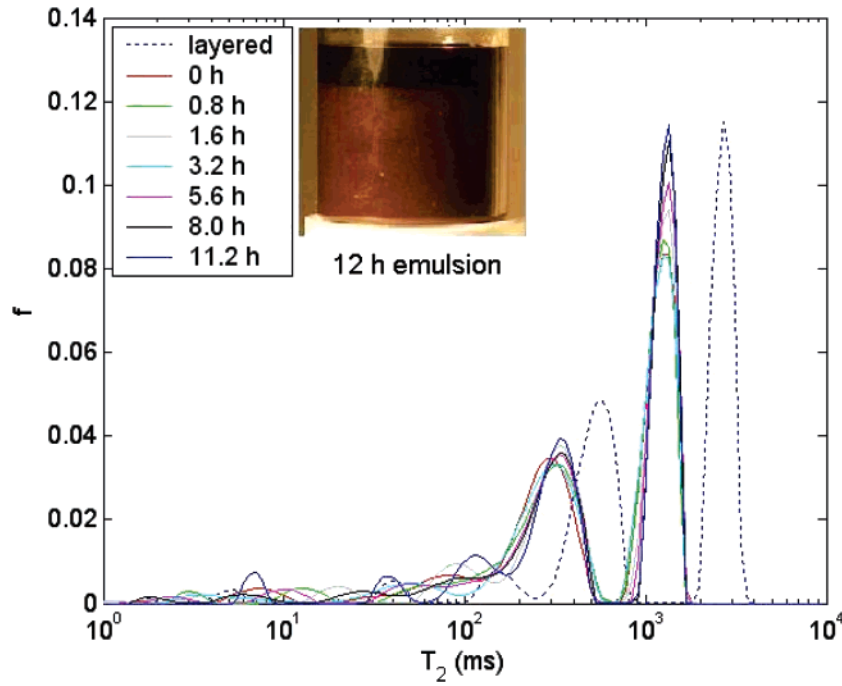 0.14
0.12
0.1
0.08
0.06
0.04
0.02
0
f
layered
0 h
0.8 h
1.6 h
3.2 h
5.6 h
8.0 h
11.2 h
12 h emulsion
10^0 10^1 10^2 10^3 10^4
T_2 (ms)